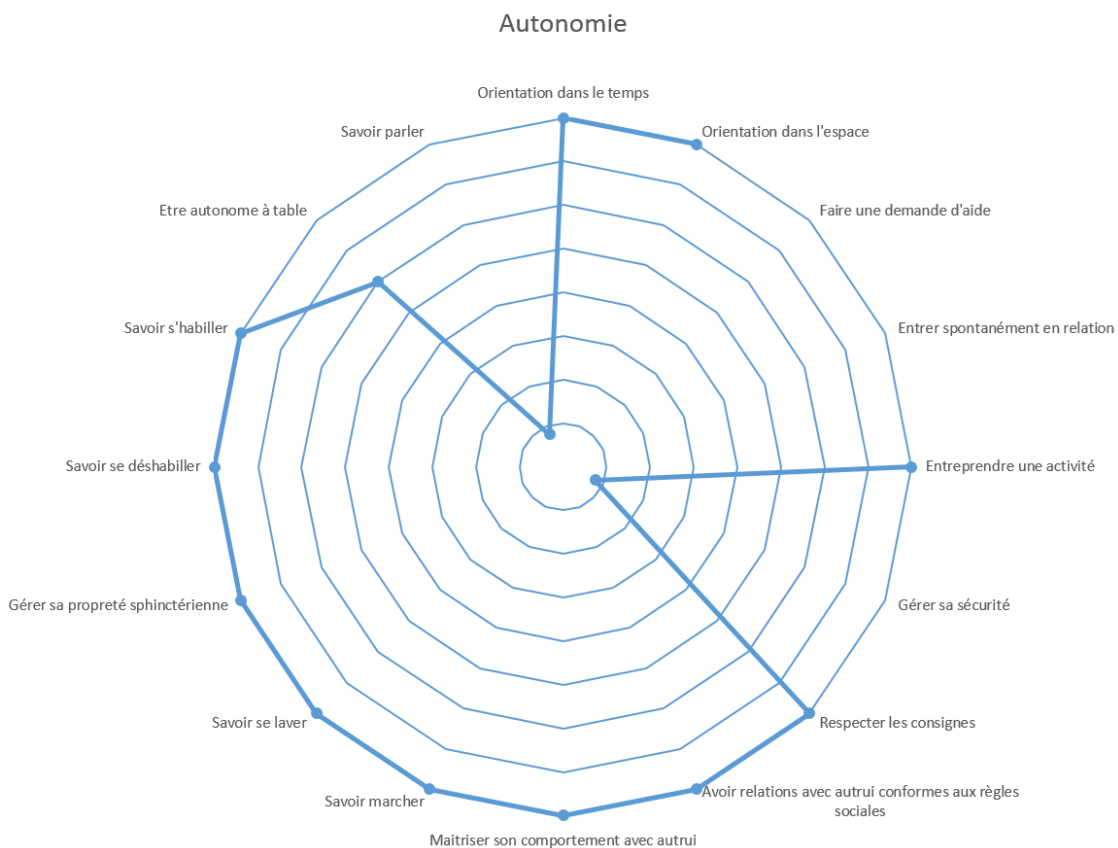 Autonomie
Orientation dans le temps
Orientation dans l'espace
Faire une demande d'aide
Entrer spontanément en relation
Entreprendre une activité
Gérer sa sécurité
Respecter les consignes
Avoir relations avec autrui conformes aux règles
sociales
Maitriser son comportement avec autrui
Savoir marcher
Savoir se laver
Gérer sa propreté sphinctérienne
Savoir se déshabiller
Savoir s'habiller
Etre autonome à table
Savoir parler